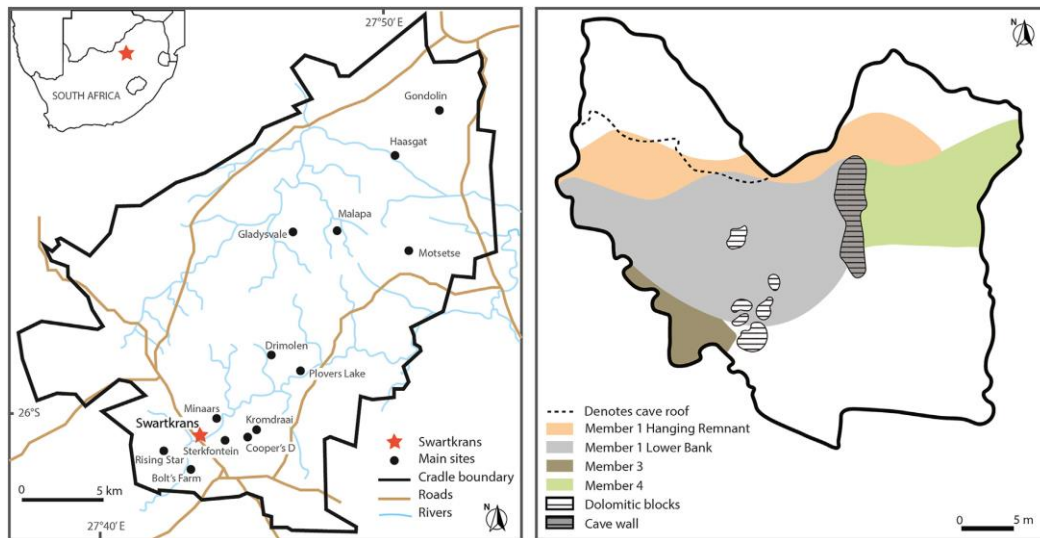 27°50′ E
N
SOUTH AFRICA
Gondolin
Haasgat
Malapa
Gladysvale
Motsetse
Drimolen
Plovers Lake
26°S
Minaars
Swartkrans
Kromdraai
Sterkfontein
Cooper's D
Rising Star
Bolt's Farm
0 5 km
27°40′ E
Swartkrans
Main sites
Cradle boundary
Roads
Rivers
N
Denotes cave roof
Member 1 Hanging Remnant
Member 1 Lower Bank
Member 3
Member 4
Dolomitic blocks
Cave wall
0 5 m